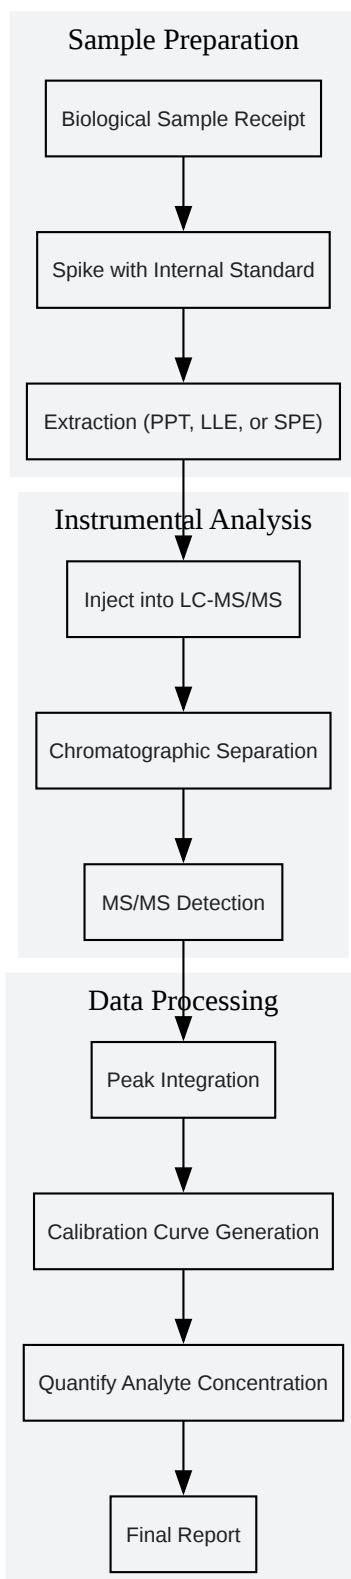 Sample Preparation
Biological Sample Receipt
Spike with Internal Standard
Extraction (PPT, LLE, or SPE)
Instrumental Analysis
Inject into LC-MS/MS
Chromatographic Separation
MS/MS Detection
Data Processing
Peak Integration
Calibration Curve Generation
Quantify Analyte Concentration
Final Report